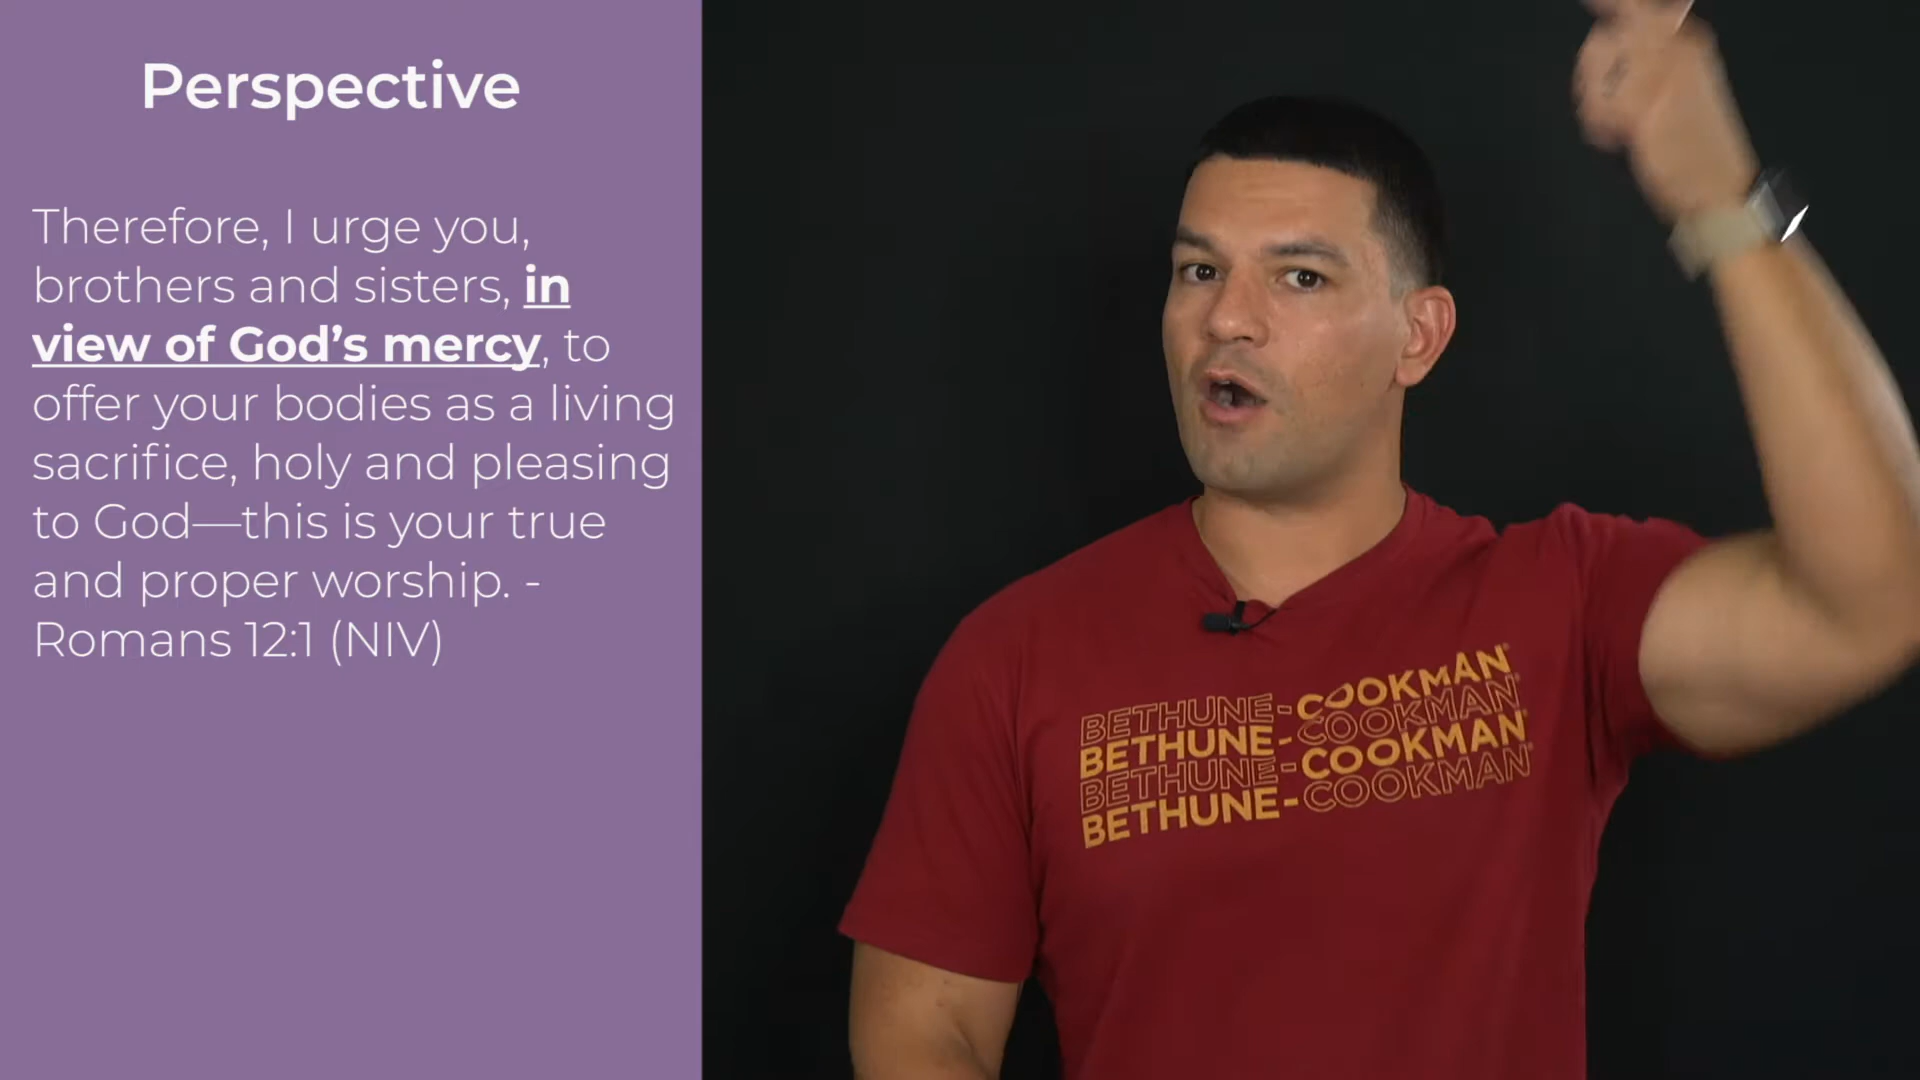 Perspective
Therefore, I urge you,
brothers and sisters, in
view of God’s mercy, to
offer your bodies as a living
sacrifice, holy and pleasing
to God—this is your true
and proper worship. -
Romans 12:1 (NIV)
BETHUNE-COOKMAN
BETHUNE-COOKMAN
BETHUNE-COOKMAN
BETHUNE-COOKMAN